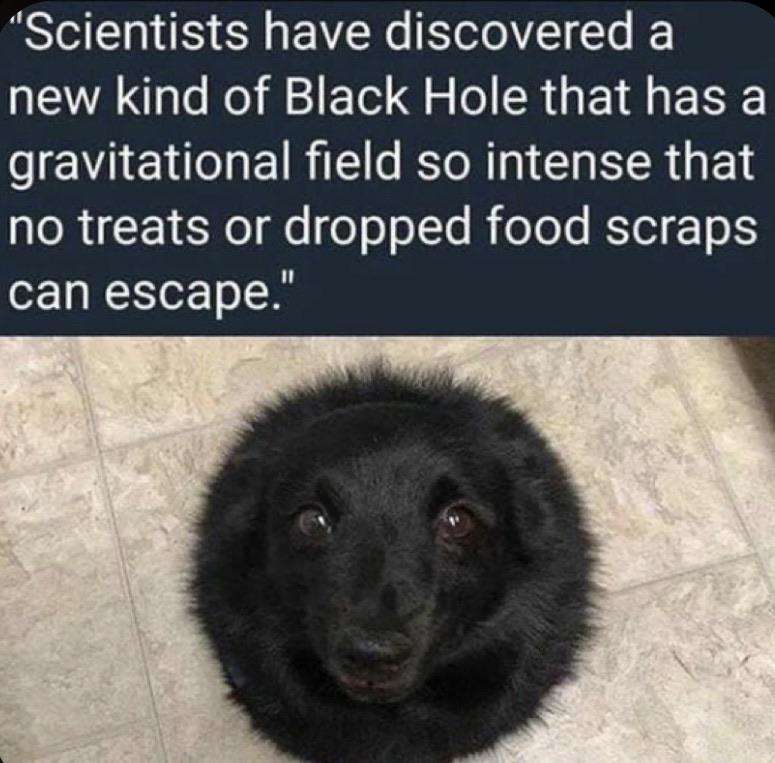 "Scientists have discovered a
new kind of Black Hole that has a
gravitational field so intense that
no treats or dropped food scraps
can escape."